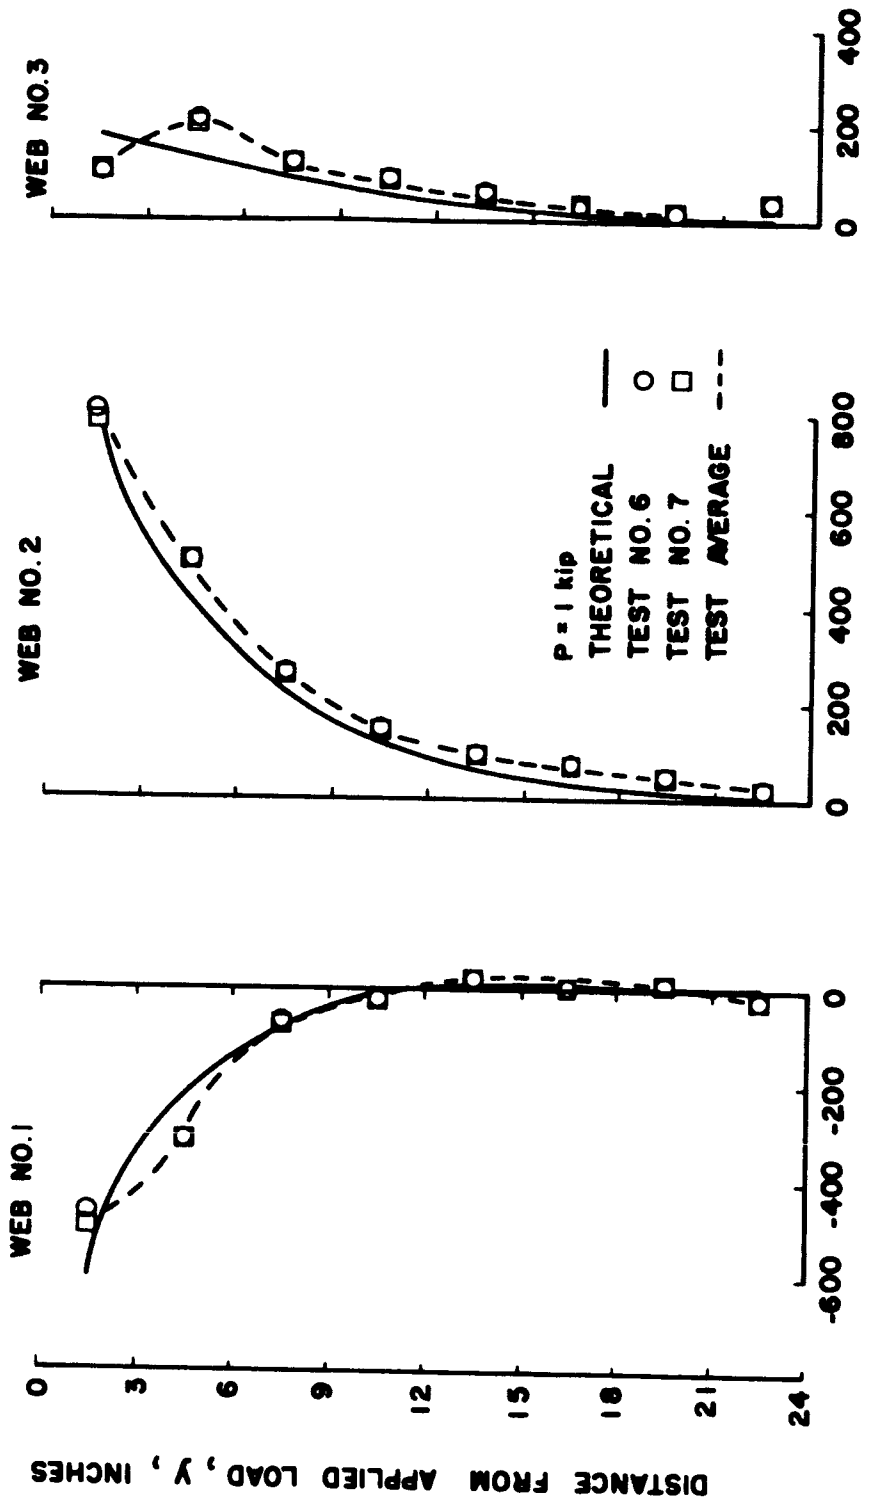 WEB NO.1
WEB NO.2
WEB NO.3
DISTANCE FROM APPLIED LOAD, y, INCHES
0
3
6
9
12
15
18
21
24
-600 -400 -200 0
0 200 400 600 800
0 200 400
P = 1 kip
THEORETICAL
TEST NO.6
TEST NO.7
TEST AVERAGE